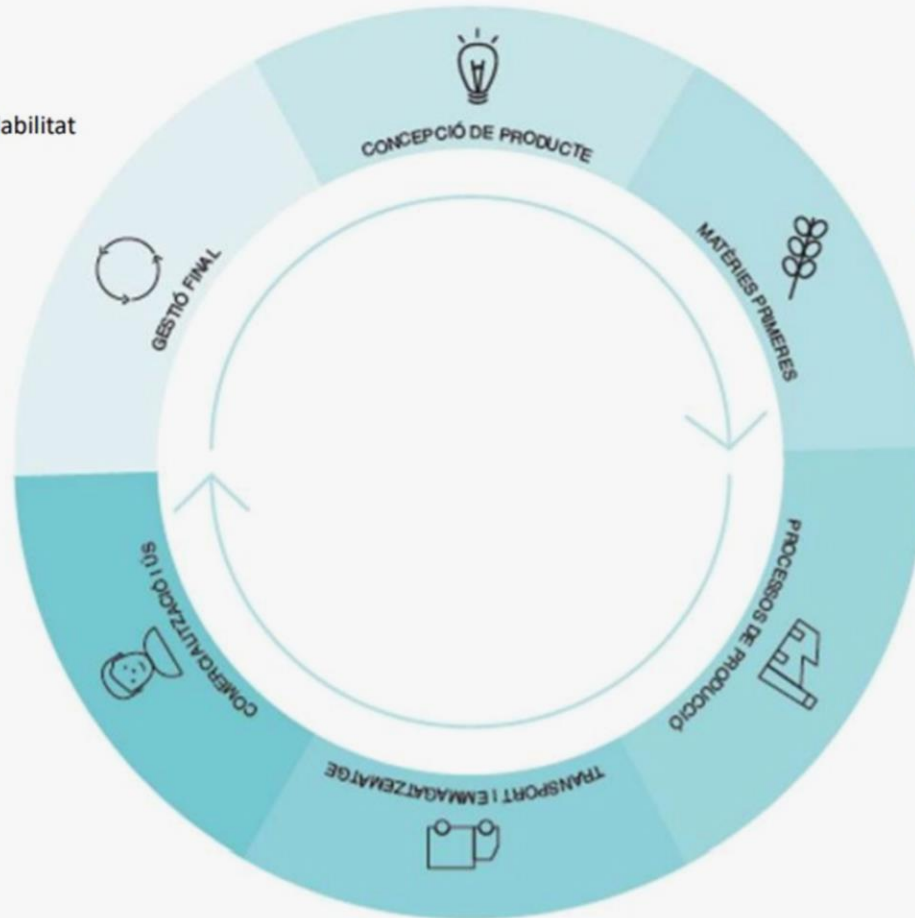 abilitat
CONCEPCIÓ DE PRODUCTE
MATÈRIES PRIMERES
PROCESSOS DE PRODUCCIÓ
TRANSPORT I EMMAGATZEMATGE
COMERCIALITZACIÓ I ÚS
GESTIÓ FINAL